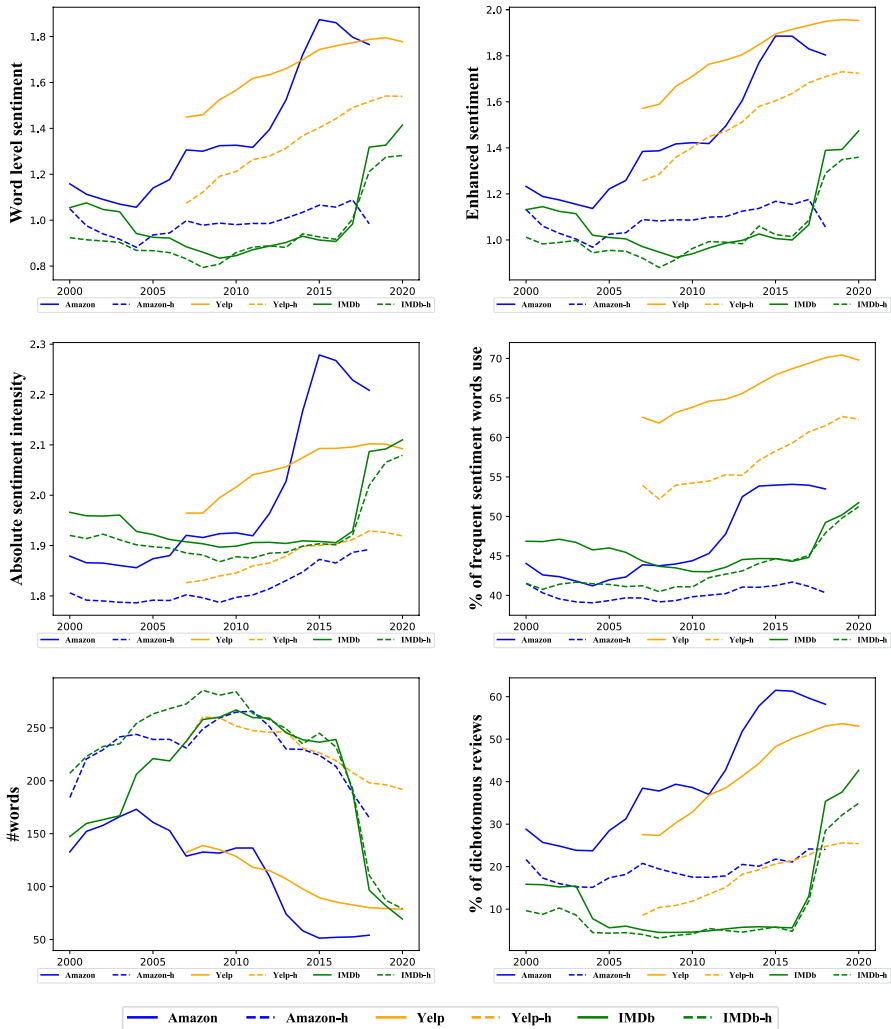 Word level sentiment
1.8
1.6
1.4
1.2
1.0
0.8
2000 2005 2010 2015 2020
Amazon Amazon-h Yelp Yelp-h IMDb IMDb-h
Enhanced sentiment
2.0
1.8
1.6
1.4
1.2
1.0
2000 2005 2010 2015 2020
Amazon Amazon-h Yelp Yelp-h IMDb IMDb-h
Absolute sentiment intensity
2.3
2.2
2.1
2.0
1.9
1.8
2000 2005 2010 2015 2020
Amazon Amazon-h Yelp Yelp-h IMDb IMDb-h
% of frequent sentiment words use
70
65
60
55
50
45
40
2000 2005 2010 2015 2020
Amazon Amazon-h Yelp Yelp-h IMDb IMDb-h
#words
250
200
150
100
50
2000 2005 2010 2015 2020
Amazon Amazon-h Yelp Yelp-h IMDb IMDb-h
% of dichotomous reviews
60
50
40
30
20
10
2000 2005 2010 2015 2020
Amazon Amazon-h Yelp Yelp-h IMDb IMDb-h
Amazon Amazon-h Yelp Yelp-h IMDb IMDb-h